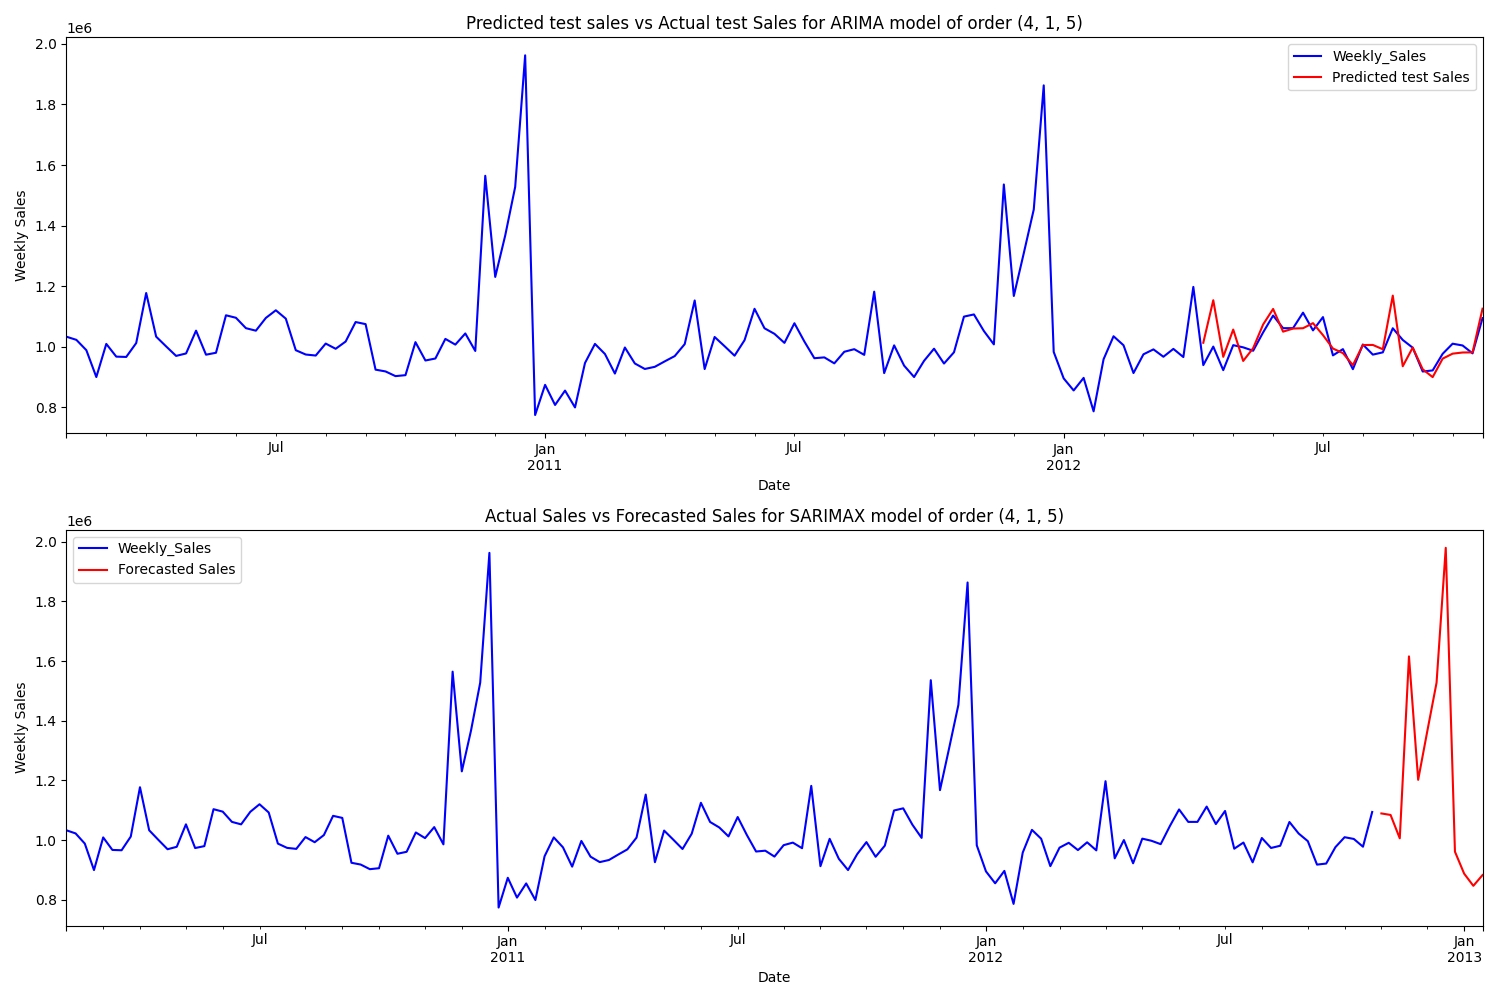 Predicted test sales vs Actual test Sales for ARIMA model of order (4, 1, 5)
1e6
2.0
1.8
1.6
1.4
1.2
1.0
0.8
Weekly Sales
Weekly_Sales
Predicted test Sales
Jul
Jan
2011
Jul
Jan
2012
Jul
Date
Actual Sales vs Forecasted Sales for SARIMAX model of order (4, 1, 5)
1e6
2.0
1.8
1.6
1.4
1.2
1.0
0.8
Weekly Sales
Weekly_Sales
Forecasted Sales
Jul
Jan
2011
Jul
Jan
2012
Jul
Jan
2013
Date